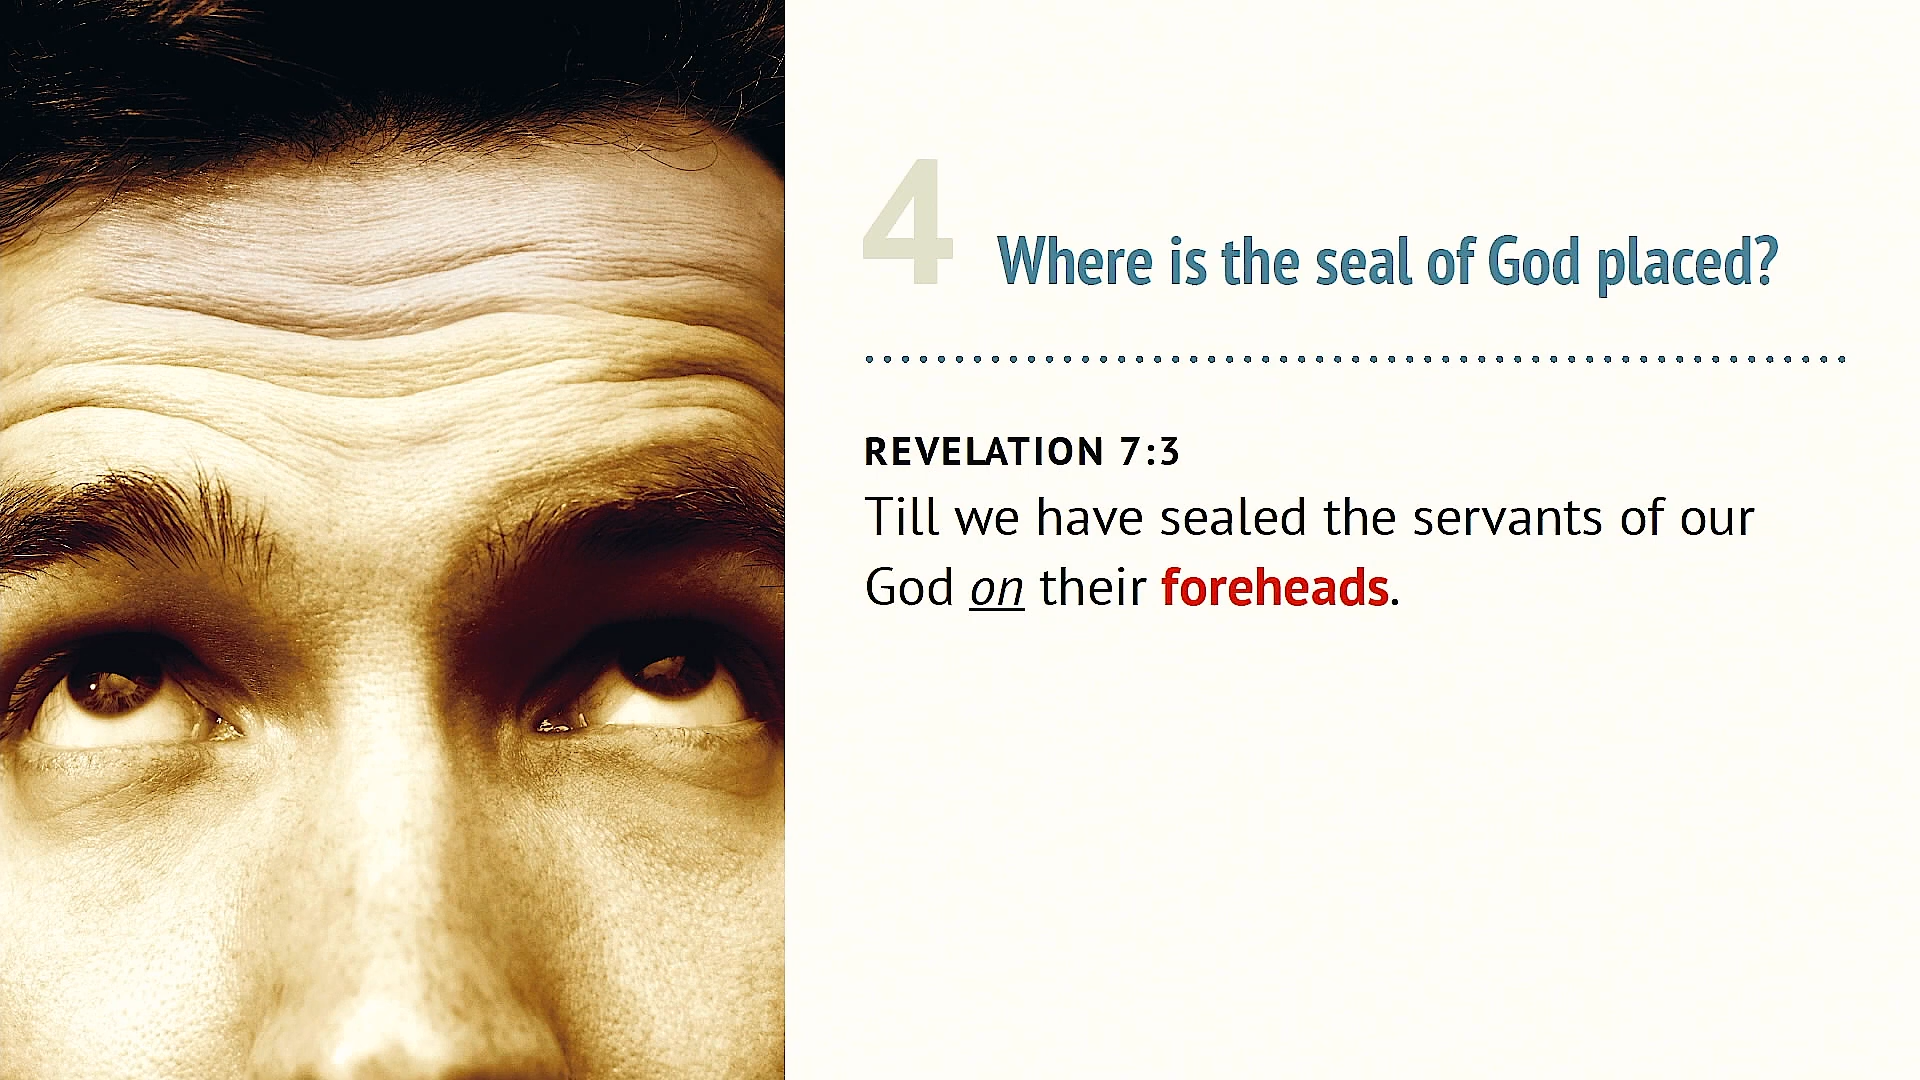 4 Where is the seal of God placed?
REVELATION 7:3
Till we have sealed the servants of our
God on their foreheads.